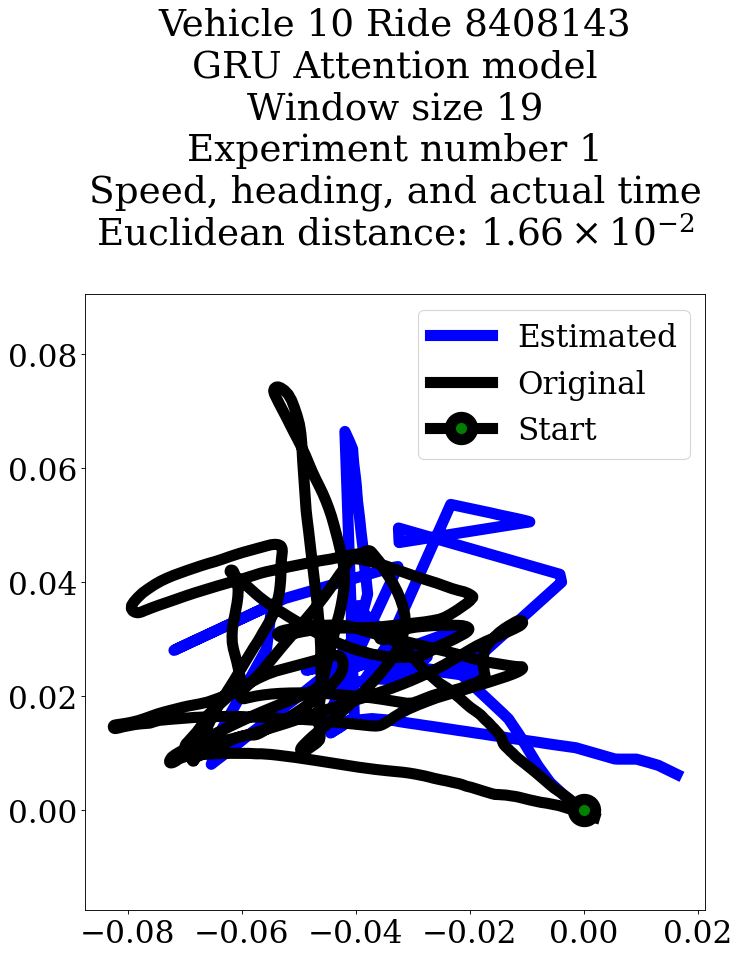 Vehicle 10 Ride 8408143
GRU Attention model
Window size 19
Experiment number 1
Speed, heading, and actual time
Euclidean distance: 1.66 × 10⁻²
Estimated
Original
Start
0.08
0.06
0.04
0.02
0.00
−0.08 −0.06 −0.04 −0.02 0.00 0.02